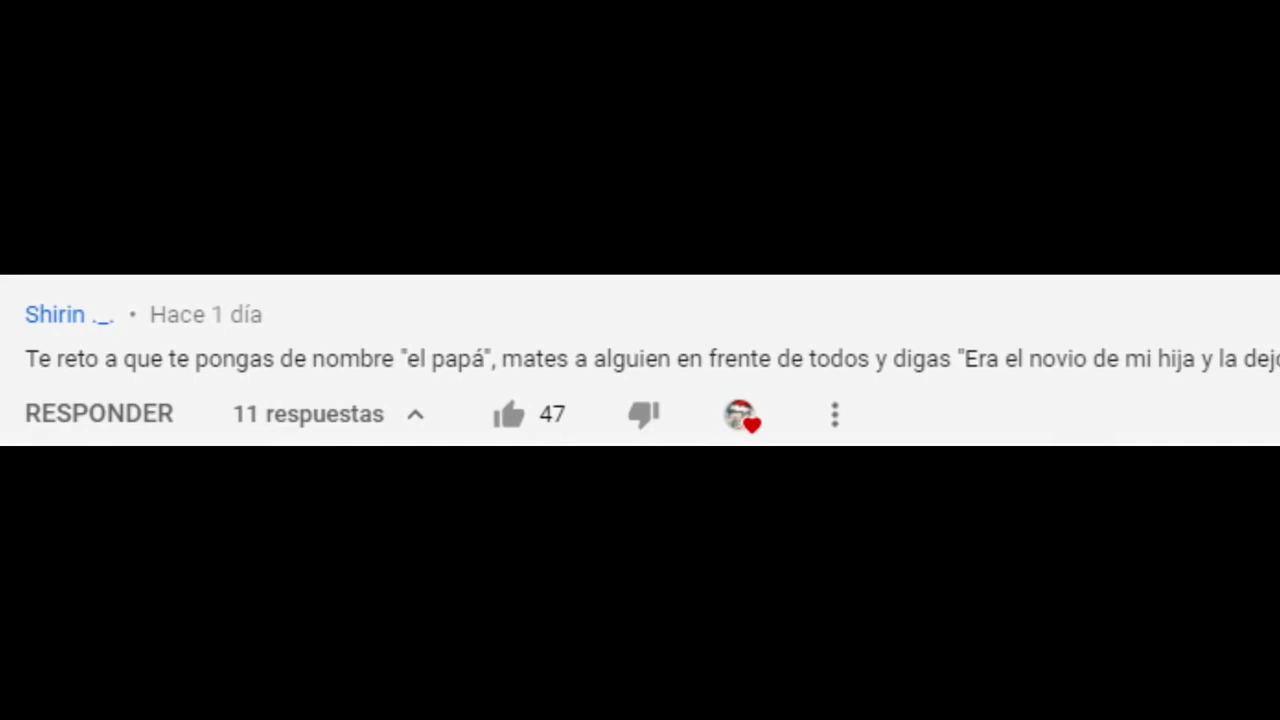 Shirin ._. • Hace 1 día
Te reto a que te pongas de nombre "el papá", mates a alguien en frente de todos y digas "Era el novio de mi hija y la dejo
RESPONDER 11 respuestas 47